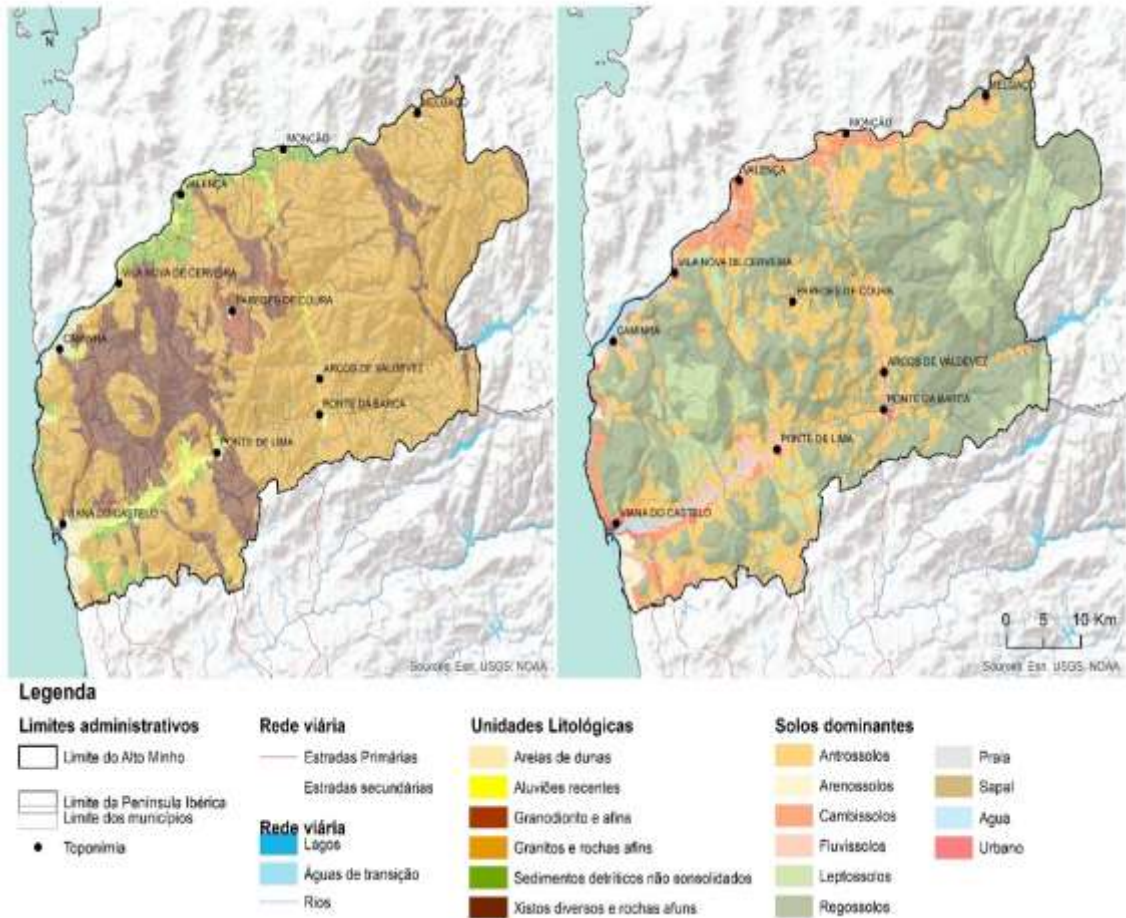 N
MELGAÇO
MONÇÃO
VALENÇA
VILA NOVA DE CERVEIRA
PAREDES DE COURA
CAMINHA
ARCOS DE VALDEVEZ
PONTE DA BARCA
PONTE DE LIMA
VIANA DO CASTELO
Sources: Esri, USGS, NOAA
MELGAÇO
MONÇÃO
VALENÇA
VILA NOVA DE CERVEIRA
PAREDES DE COURA
CAMINHA
ARCOS DE VALDEVEZ
PONTE DA BARCA
PONTE DE LIMA
VIANA DO CASTELO
0 5 10 Km
Sources: Esri, USGS, NOAA
Legenda
Limites administrativos
Limite do Alto Minho
Limite da Península Ibérica
Limite dos municípios
Toponímia
Rede viária
Estradas Primárias
Estradas secundárias
Rede viária
Lagos
Águas de transição
Rios
Unidades Litológicas
Areias de dunas
Aluviões recentes
Granodiorito e afins
Granitos e rochas afins
Sedimentos detríticos não sonsolidados
Xistos diversos e rochas afuns
Solos dominantes
Antrossolos
Arenossolos
Cambissolos
Fluvissolos
Leptossolos
Regossolos
Praia
Sapal
Agua
Urbano